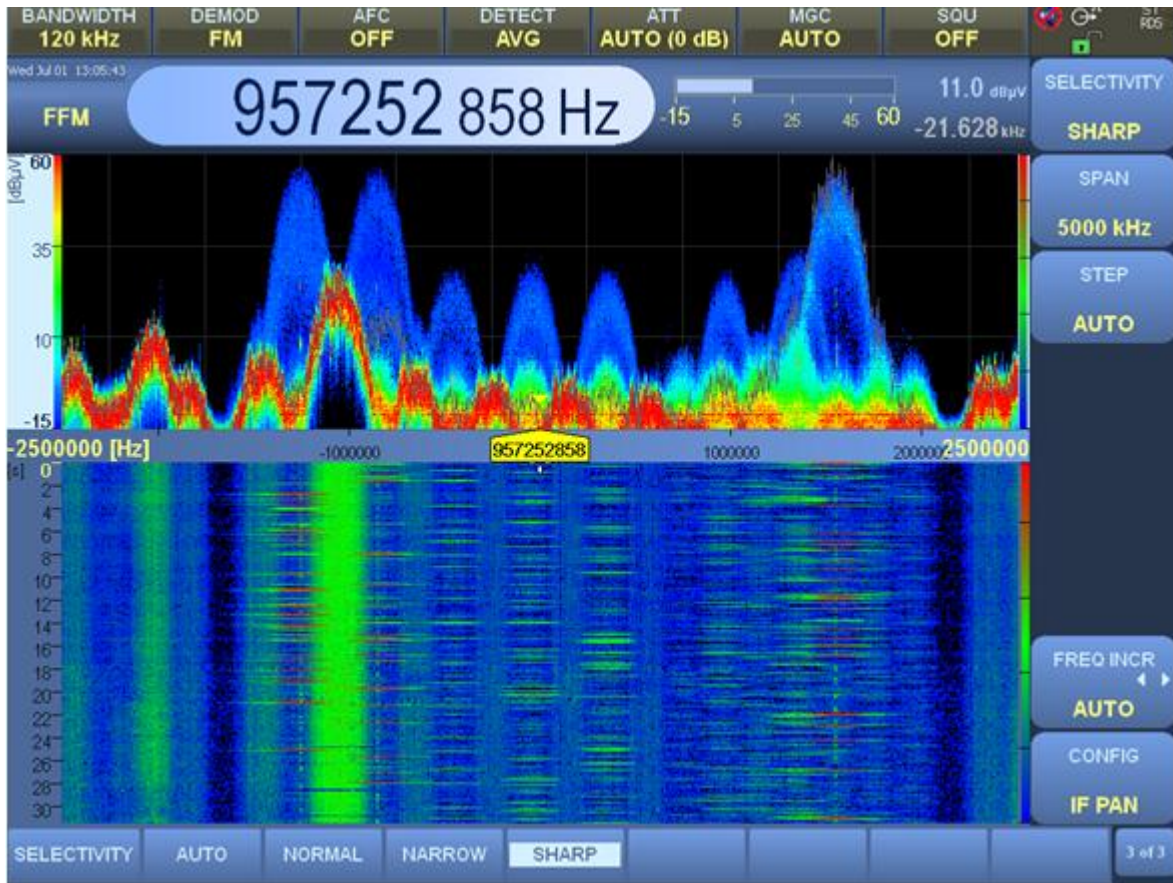 BANDWIDTH DEMOD AFC DETECT ATT MGC SQU ST
120 kHz FM OFF AVG AUTO (0 dB) AUTO OFF RDS
Wed Jul 01 13:05:43
FFM 957252 858 Hz -15 5 25 45 60 11.0 dBµV
-21.628 kHz
SELECTIVITY
SHARP
SPAN
5000 kHz
STEP
AUTO
[dBµV]
60
35
10
-15
-2500000 [Hz] -1000000 957252858 1000000 2000000 2500000
[s] 0
2
4
6
8
10
12
14
16
18
20
22
24
26
28
30
FREQ INCR
AUTO
CONFIG
IF PAN
SELECTIVITY AUTO NORMAL NARROW SHARP 3 of 3